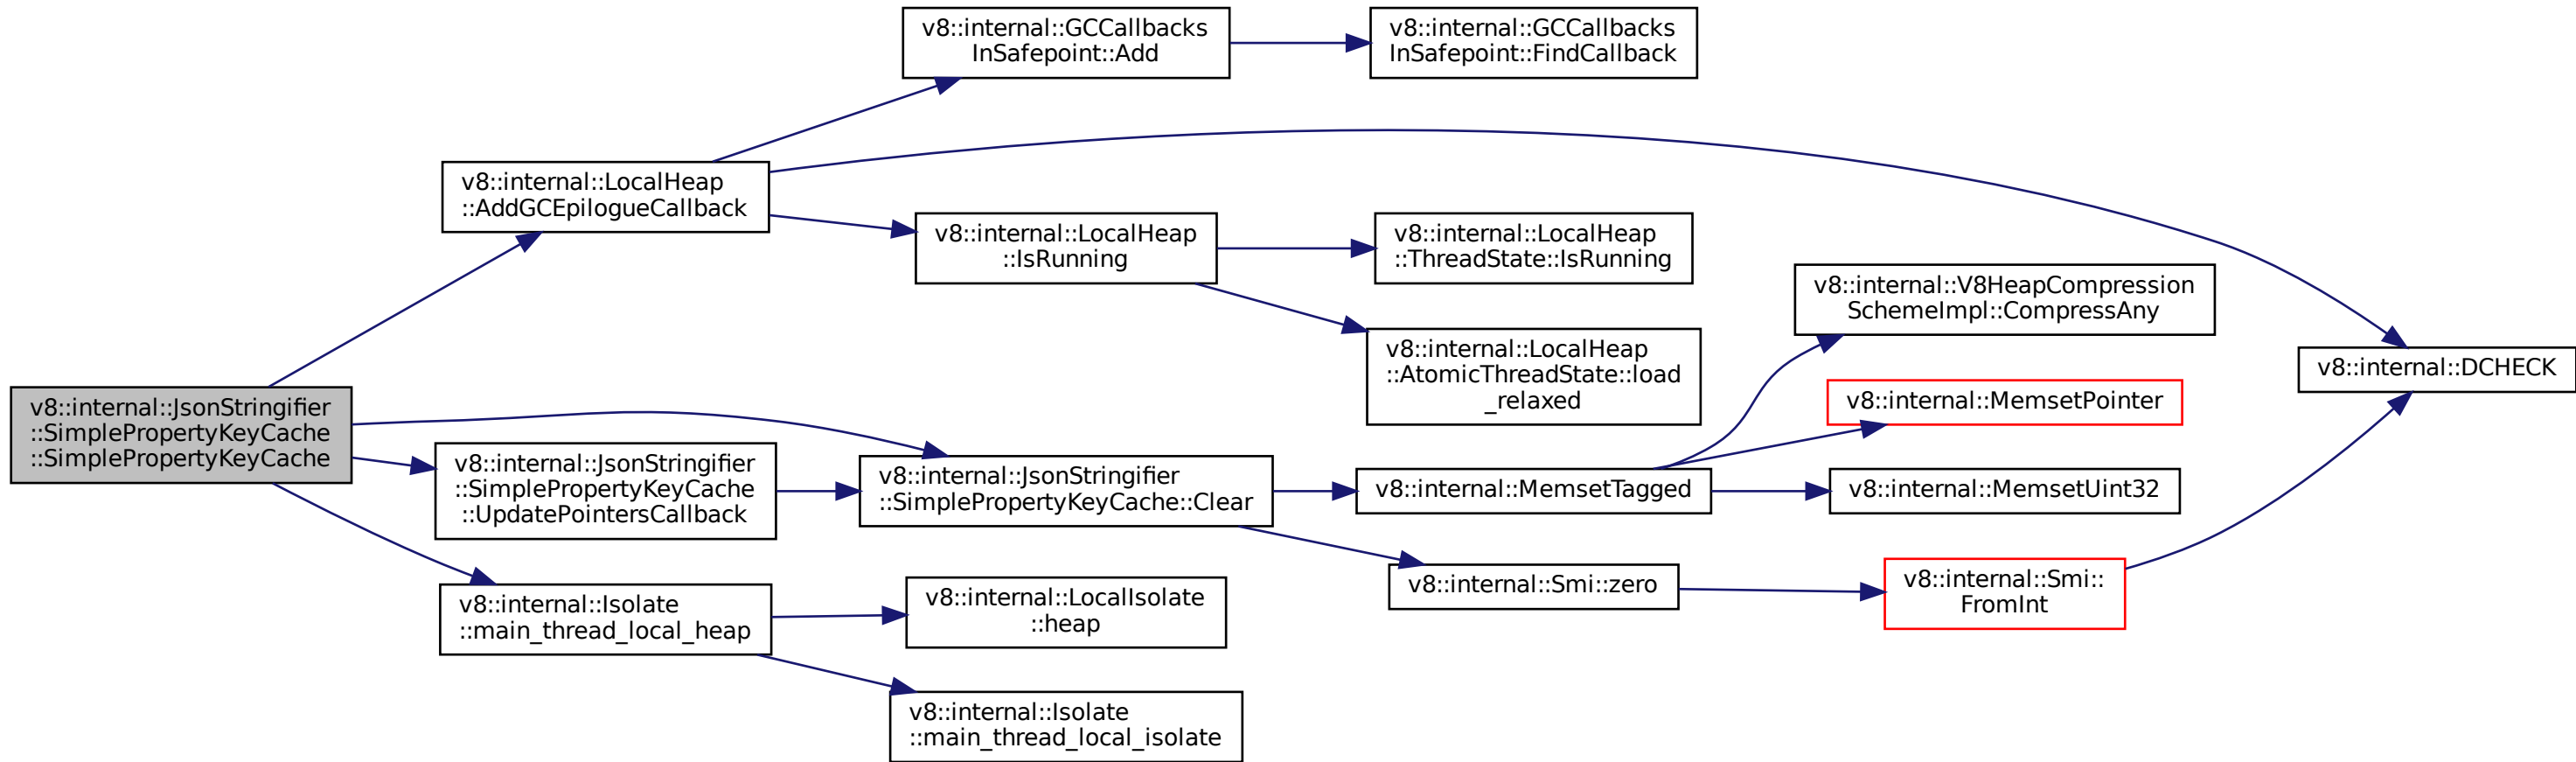 v8::internal::GCCallbacks
InSafepoint::Add
v8::internal::GCCallbacks
InSafepoint::FindCallback
v8::internal::LocalHeap
::AddGCEpilogueCallback
v8::internal::LocalHeap
::IsRunning
v8::internal::LocalHeap
::ThreadState::IsRunning
v8::internal::V8HeapCompression
SchemeImpl::CompressAny
v8::internal::LocalHeap
::AtomicThreadState::load
_relaxed
v8::internal::DCHECK
v8::internal::JsonStringifier
::SimplePropertyKeyCache
::SimplePropertyKeyCache
v8::internal::MemsetPointer
v8::internal::JsonStringifier
::SimplePropertyKeyCache
::UpdatePointersCallback
v8::internal::JsonStringifier
::SimplePropertyKeyCache::Clear
v8::internal::MemsetTagged
v8::internal::MemsetUint32
v8::internal::Smi::zero
v8::internal::Smi::
FromInt
v8::internal::Isolate
::main_thread_local_heap
v8::internal::LocalIsolate
::heap
v8::internal::Isolate
::main_thread_local_isolate